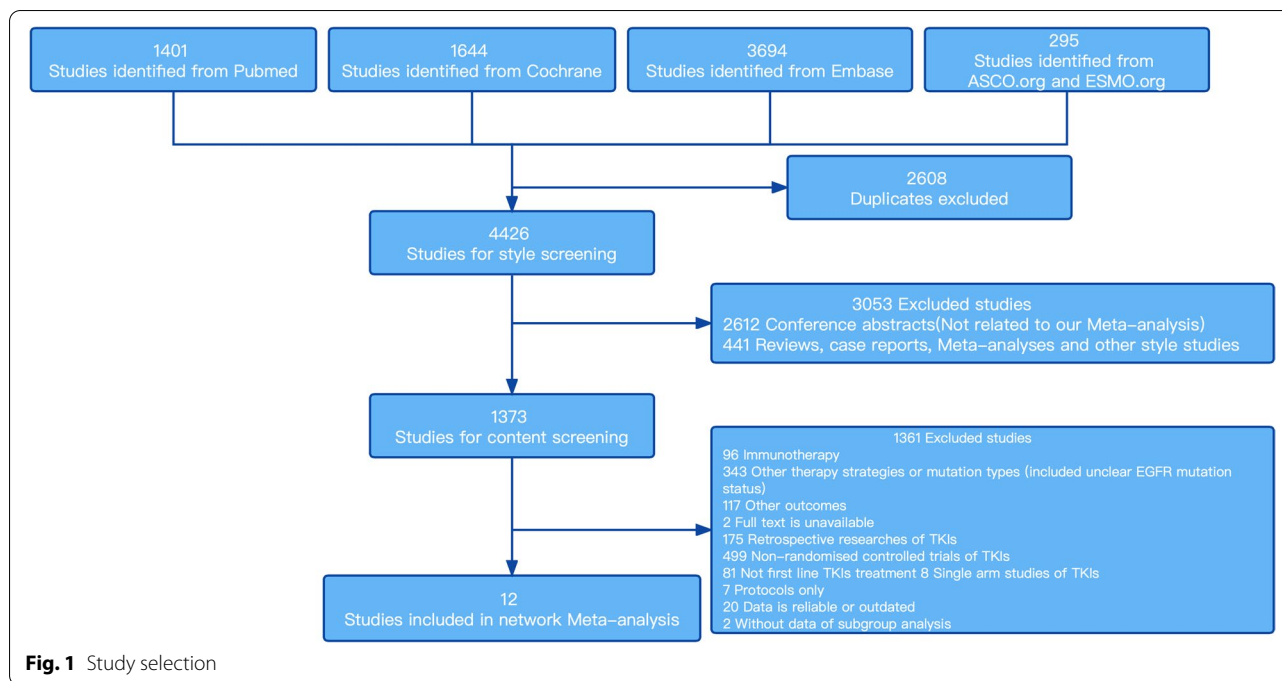 1401
Studies identified from Pubmed
1644
Studies identified from Cochrane
3694
Studies identified from Embase
295
Studies identified from
ASCO.org and ESMO.org
2608
Duplicates excluded
4426
Studies for style screening
3053 Excluded studies
2612 Conference abstracts(Not related to our Meta-analysis)
441 Reviews, case reports, Meta-analyses and other style studies
1373
Studies for content screening
1361 Excluded studies
96 Immunotherapy
343 Other therapy strategies or mutation types (included unclear EGFR mutation
status)
117 Other outcomes
2 Full text is unavailable
175 Retrospective researches of TKIs
499 Non-randomised controlled trials of TKIs
81 Not first line TKIs treatment 8 Single arm studies of TKIs
7 Protocols only
20 Data is reliable or outdated
2 Without data of subgroup analysis
12
Studies included in network Meta-analysis
Fig. 1 Study selection